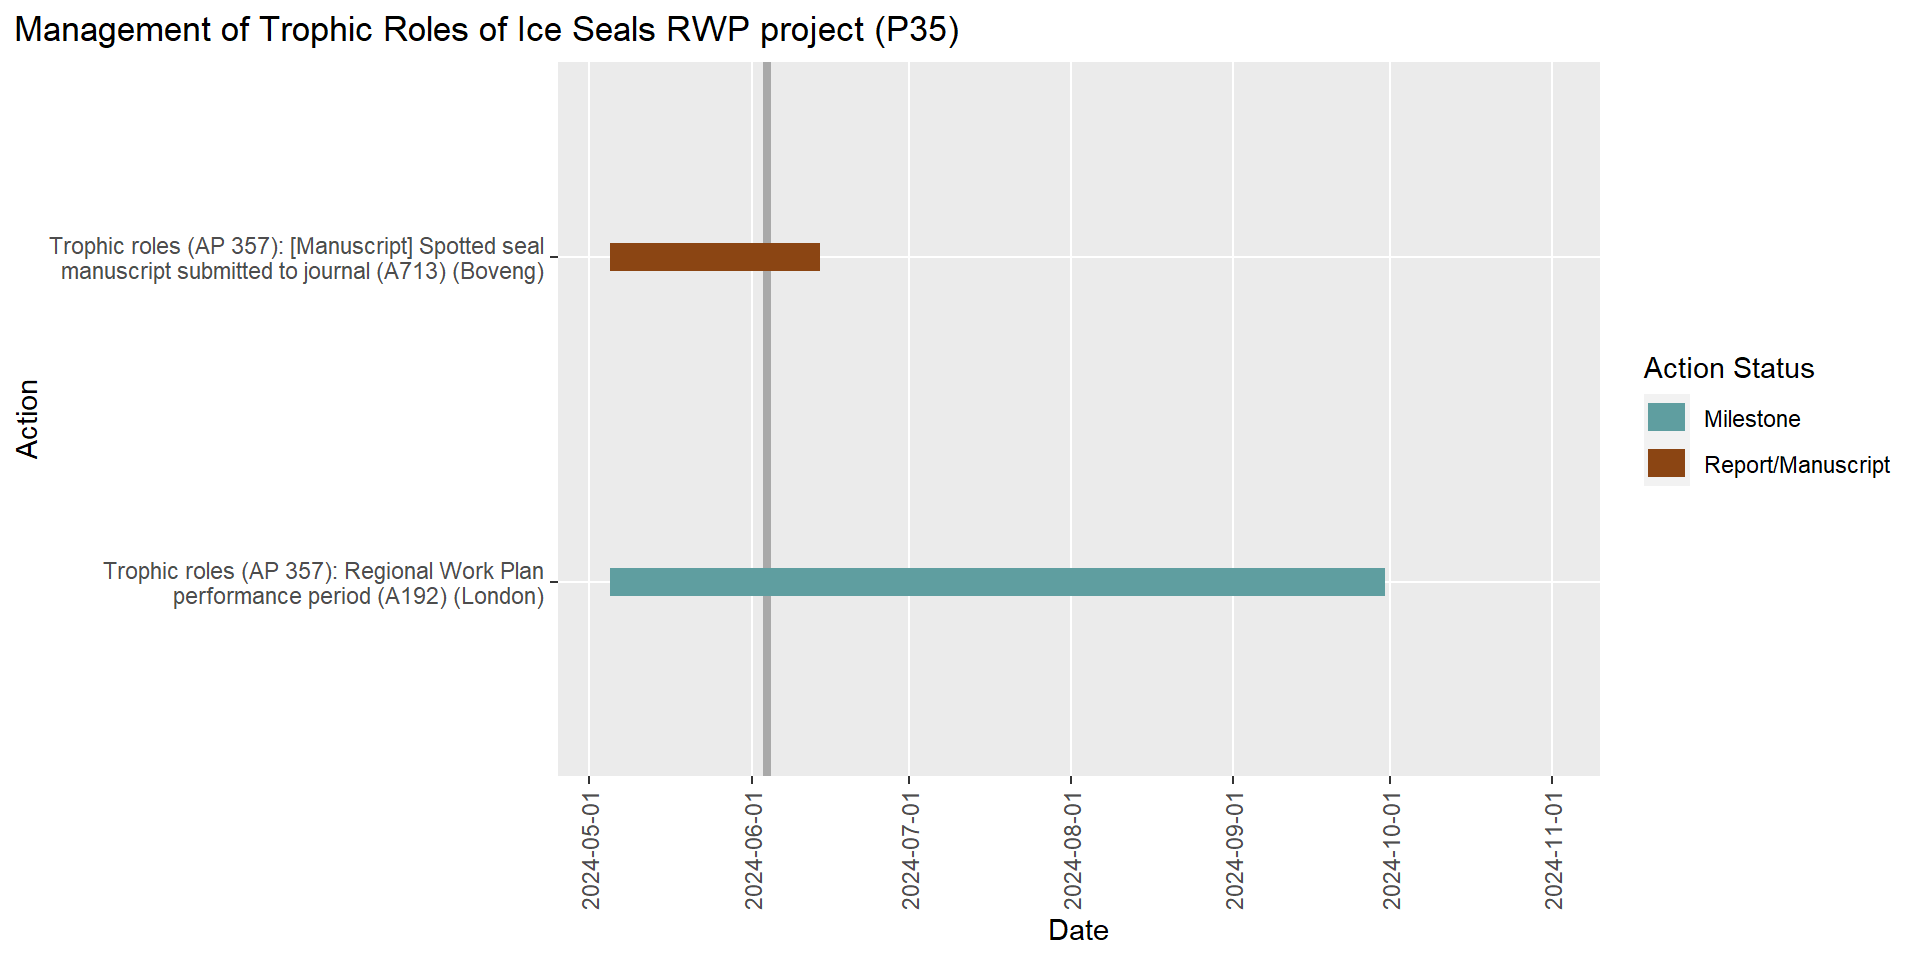 Management of Trophic Roles of Ice Seals RWP project (P35)
Trophic roles (AP 357): [Manuscript] Spotted seal
manuscript submitted to journal (A713) (Boveng)
Action
Trophic roles (AP 357): Regional Work Plan
performance period (A192) (London)
Action Status
Milestone
Report/Manuscript
2024-05-01
2024-06-01
2024-07-01
2024-08-01
2024-09-01
2024-10-01
2024-11-01
Date